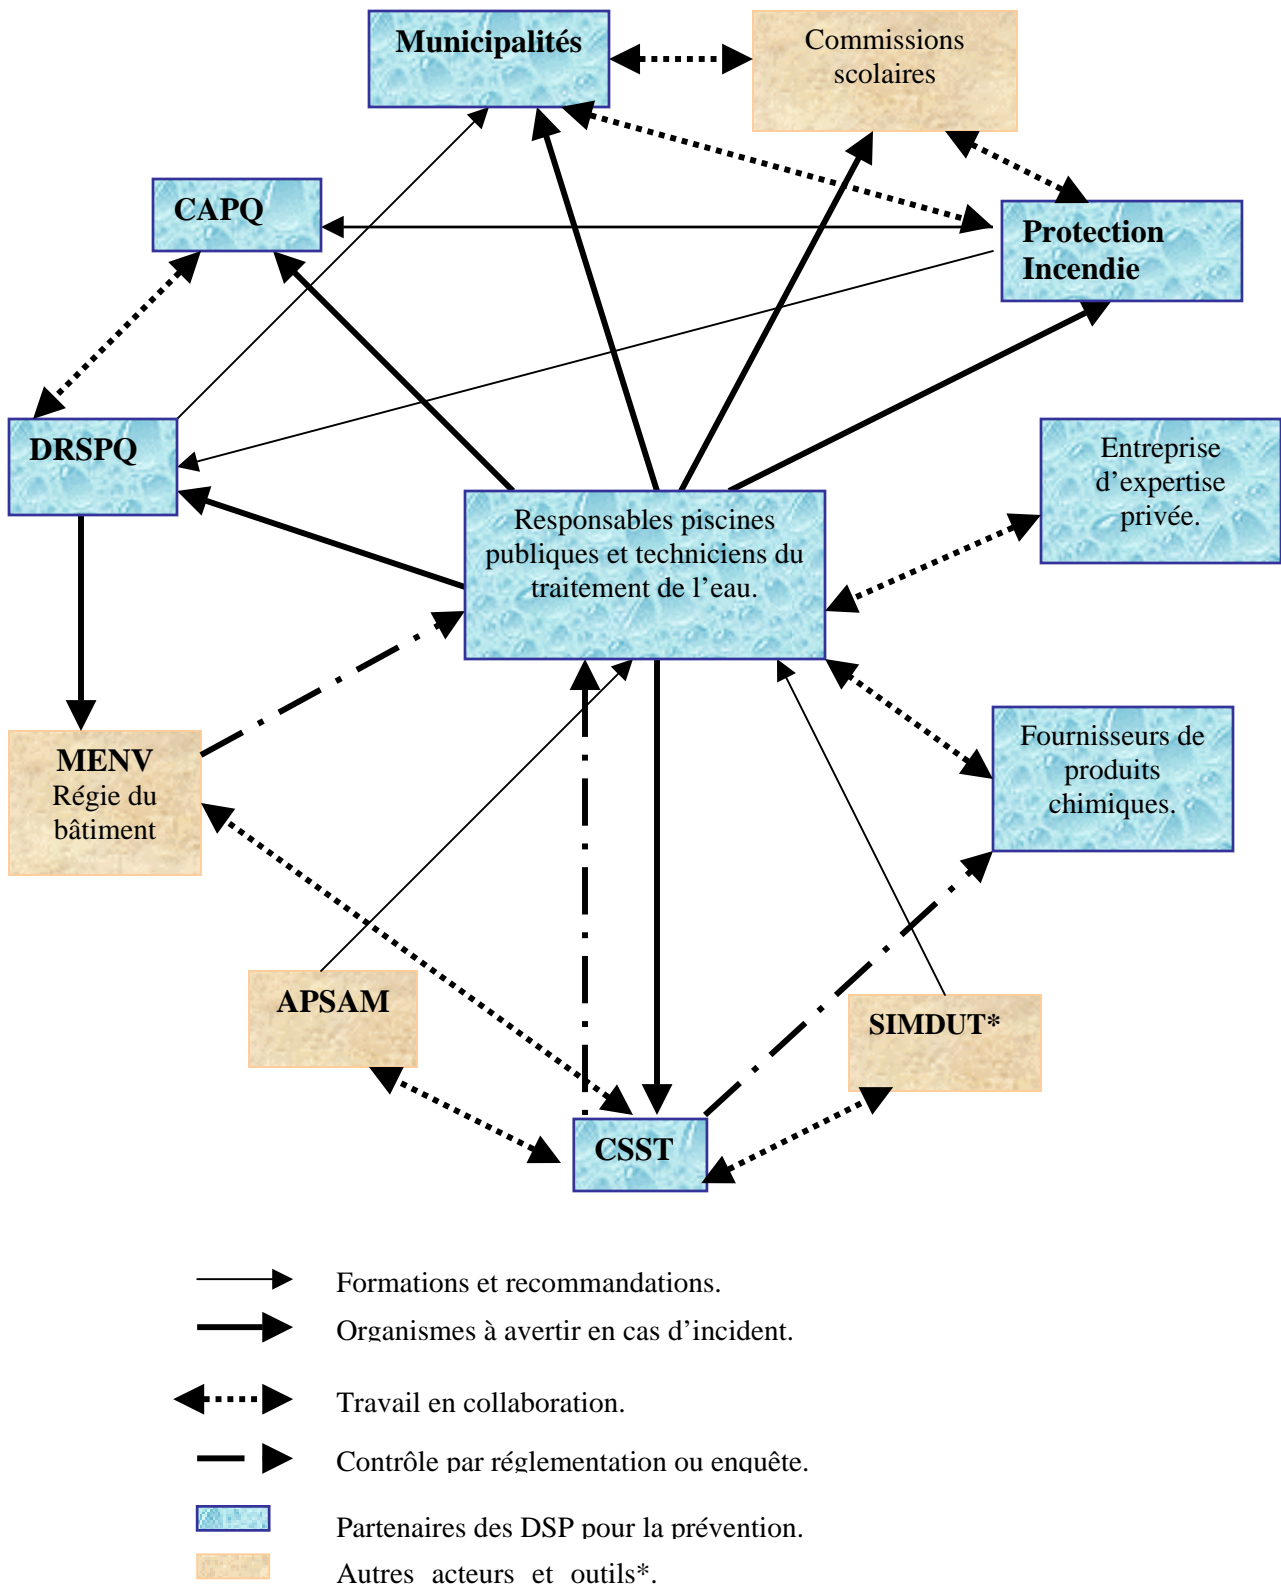 Municipalités
Commissions
scolaires
CAPQ
Protection
Incendie
DRSPQ
Entreprise
d'expertise
privée.
Responsables piscines
publiques et techniciens du
traitement de l'eau.
MENV
Régie du
bâtiment
Fournisseurs de
produits
chimiques.
APSAM
SIMDUT*
CSST
Formations et recommandations.
Organismes à avertir en cas d'incident.
Travail en collaboration.
Contrôle par réglementation ou enquête.
Partenaires des DSP pour la prévention.
Autres acteurs et outils*.